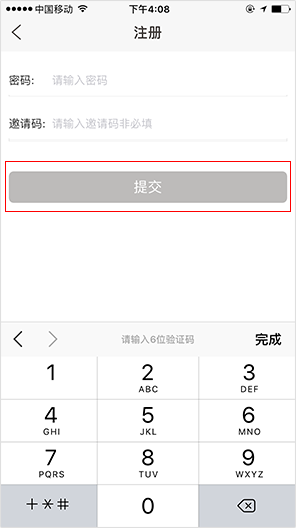 中国移动 下午4:08
注册
密码: 请输入密码
邀请码: 请输入邀请码非必填
提交
请输入6位验证码 完成
1 2 3
ABC DEF
4 5 6
GHI JKL MNO
7 8 9
PQRS TUV WXYZ
+*# 0